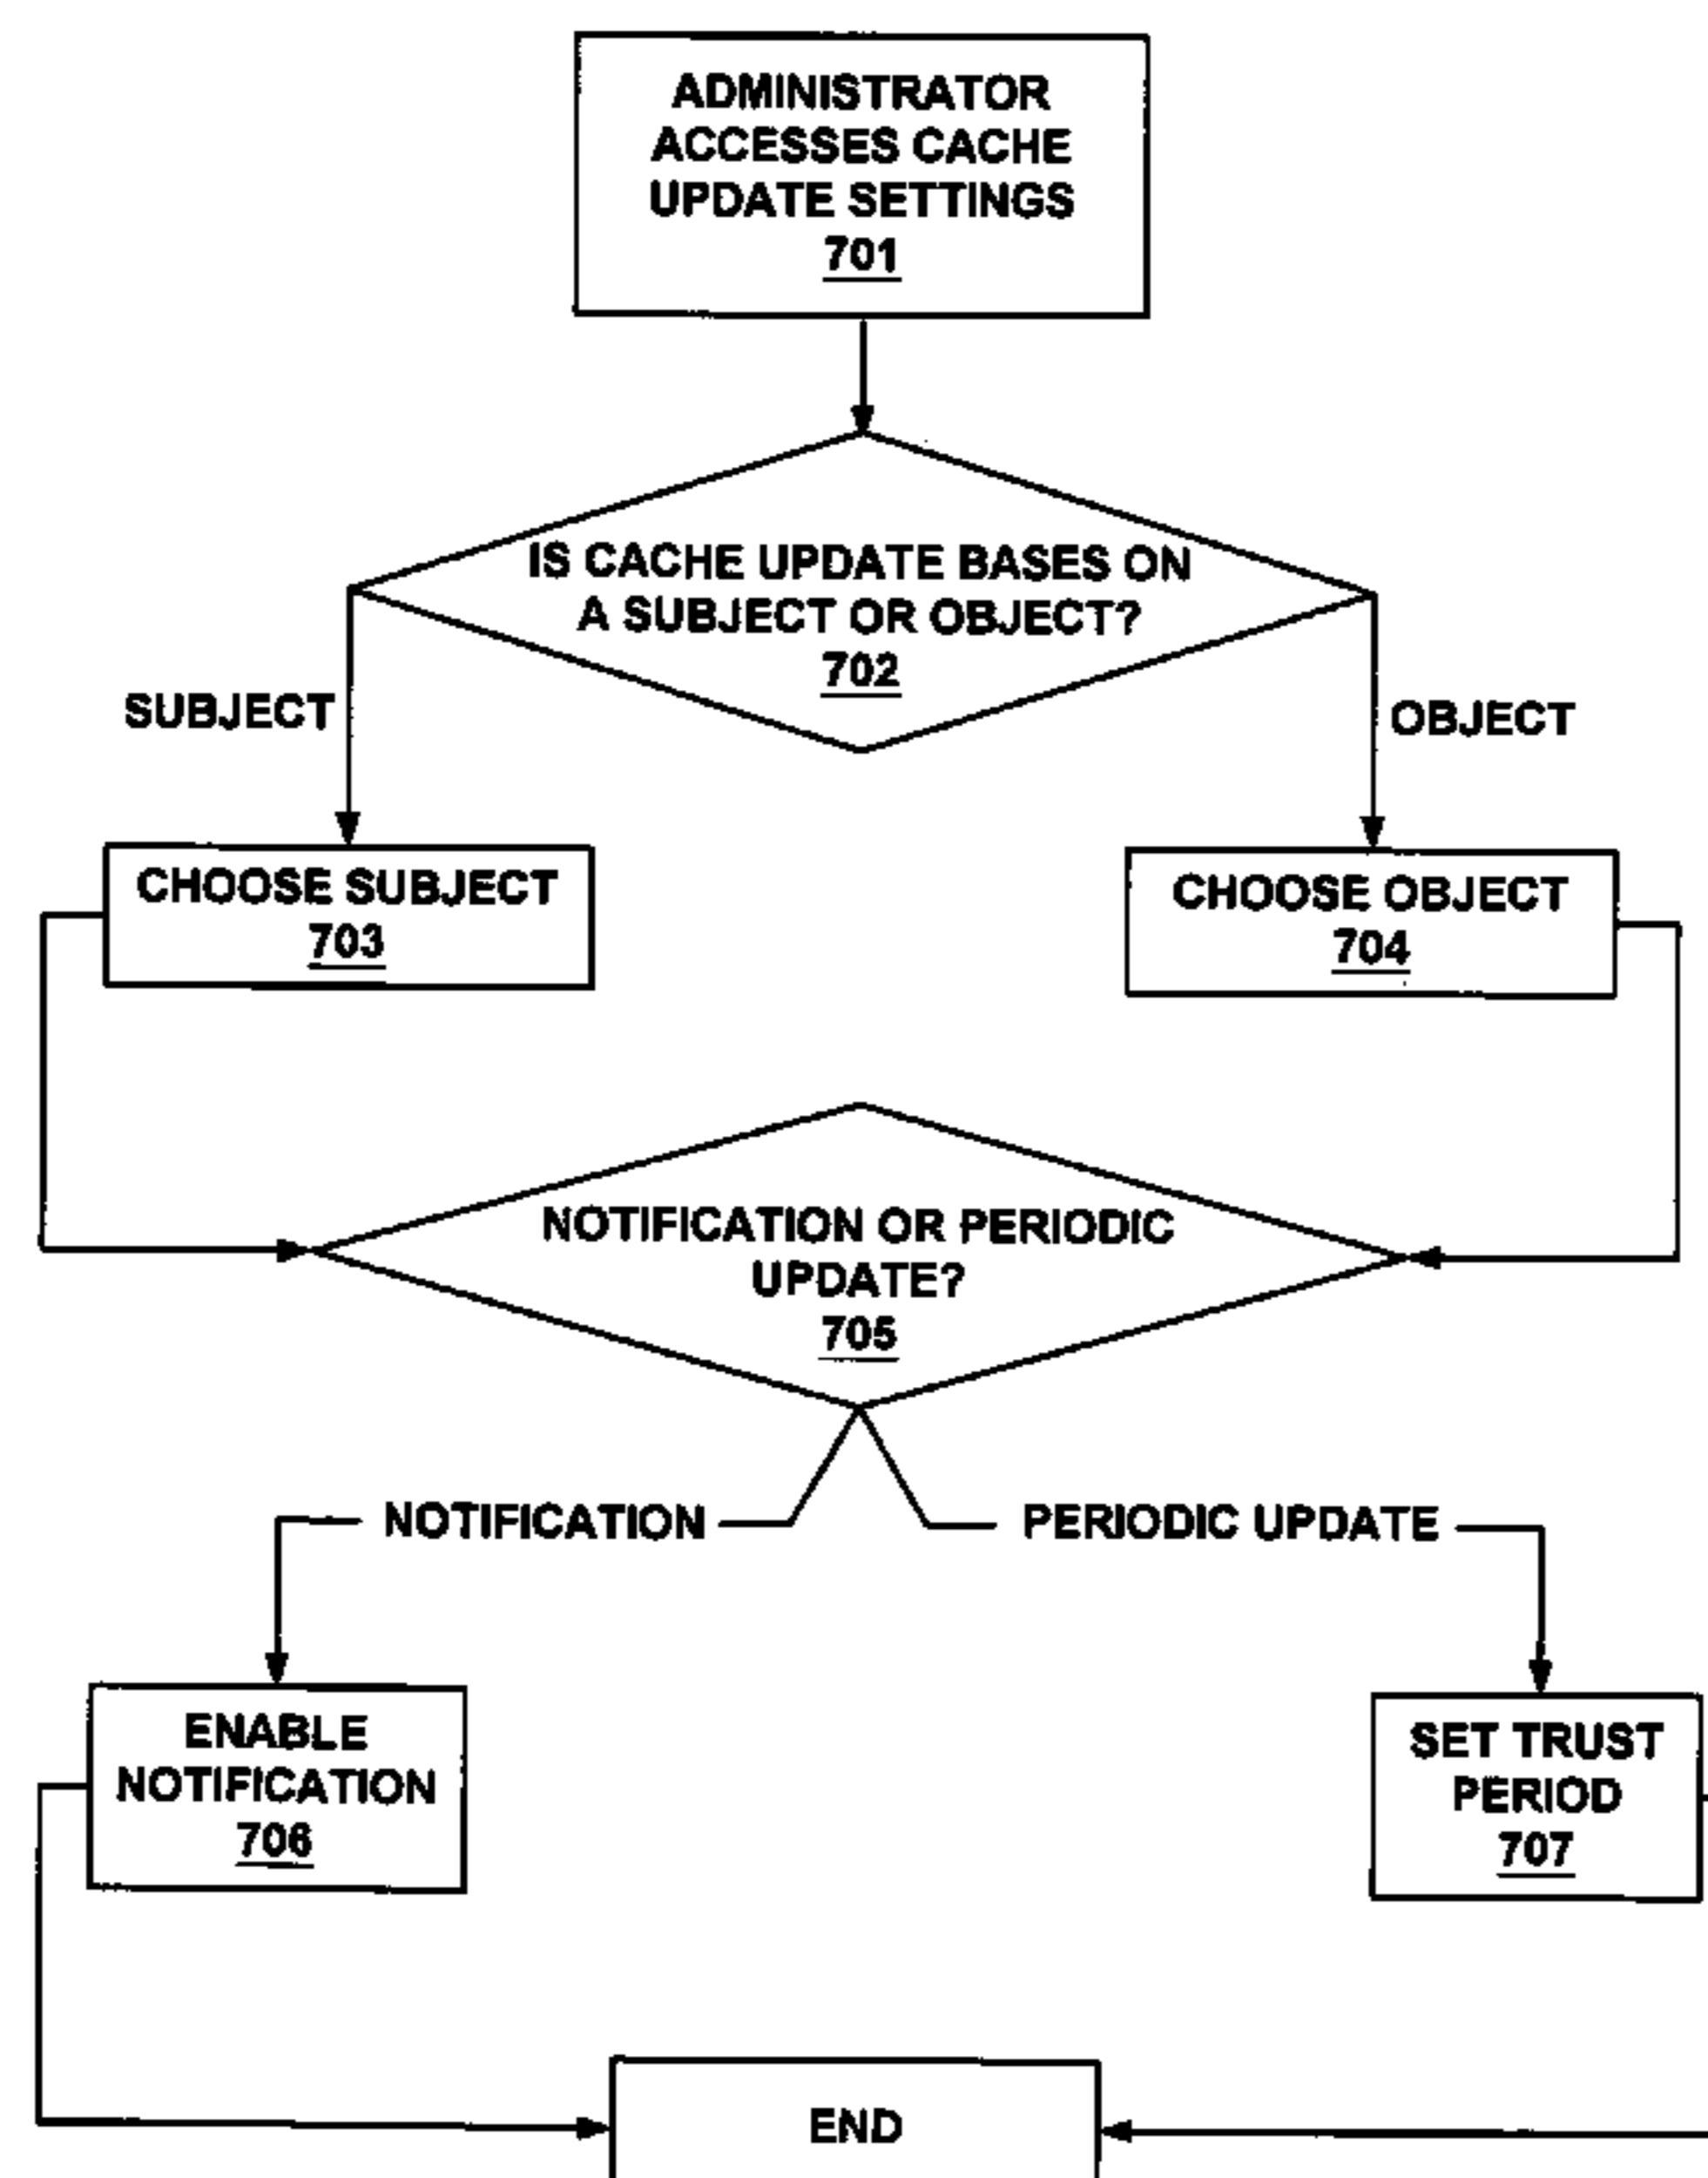 ADMINISTRATOR
ACCESSES CACHE
UPDATE SETTINGS
701
IS CACHE UPDATE BASES ON
A SUBJECT OR OBJECT?
702
SUBJECT
OBJECT
CHOOSE SUBJECT
703
CHOOSE OBJECT
704
NOTIFICATION OR PERIODIC
UPDATE?
705
NOTIFICATION
PERIODIC UPDATE
ENABLE
NOTIFICATION
706
SET TRUST
PERIOD
707
END